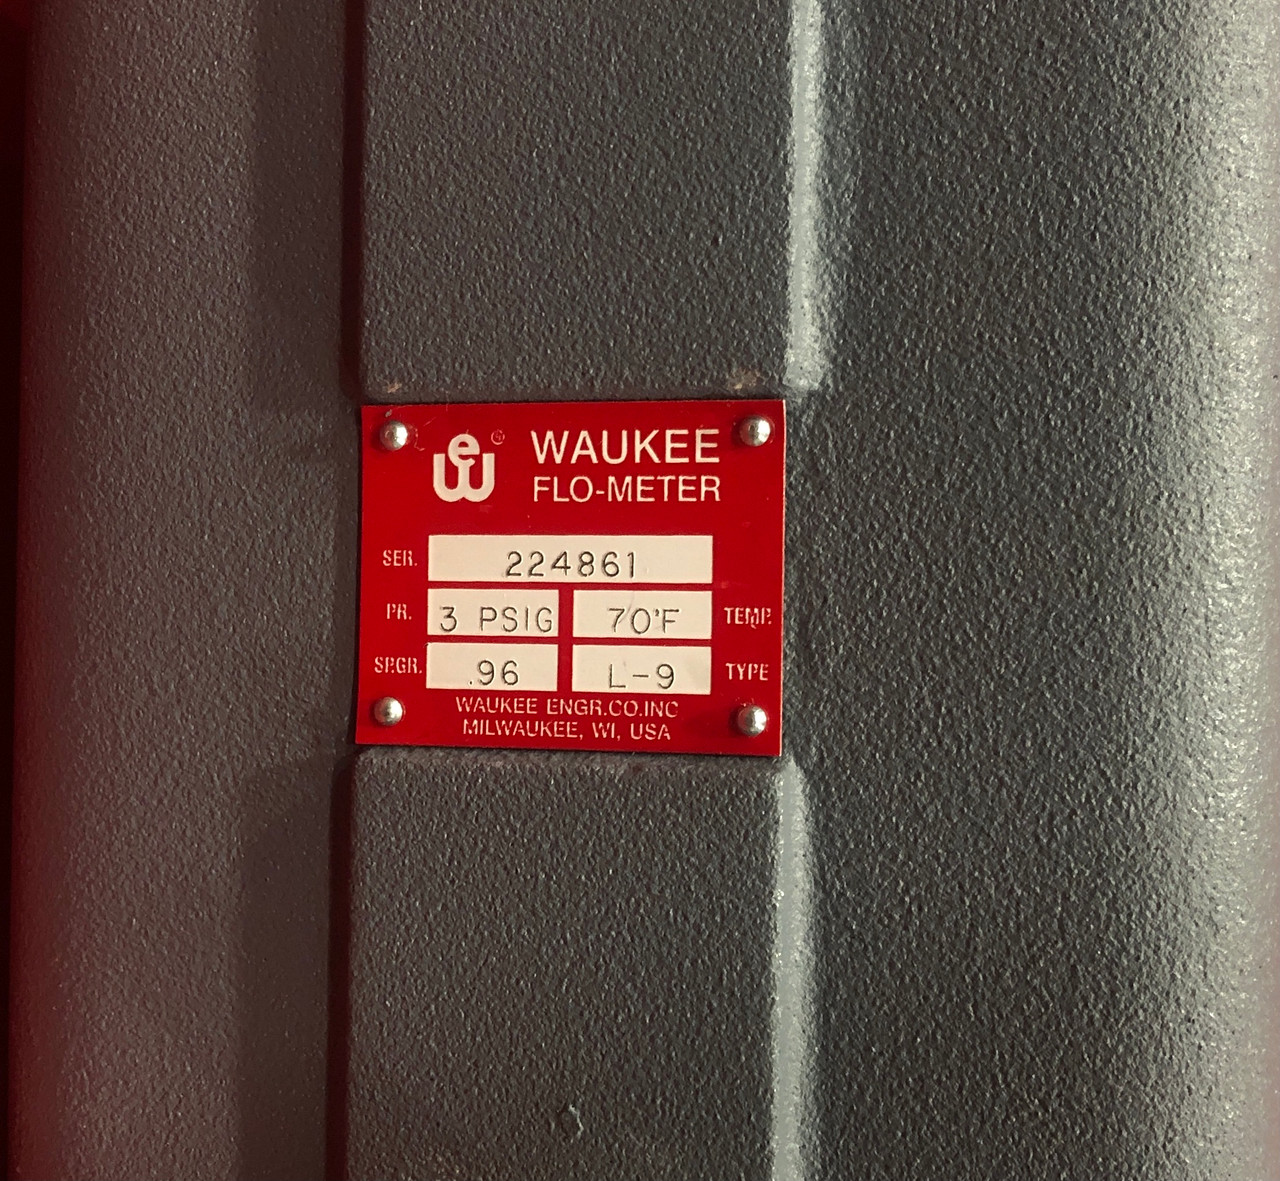 eW® WAUKEE
FLO-METER
SER. 224861
PR. 3 PSIG 70°F TEMP.
SP.GR. .96 L-9 TYPE
WAUKEE ENGR.CO.INC
MILWAUKEE, WI, USA